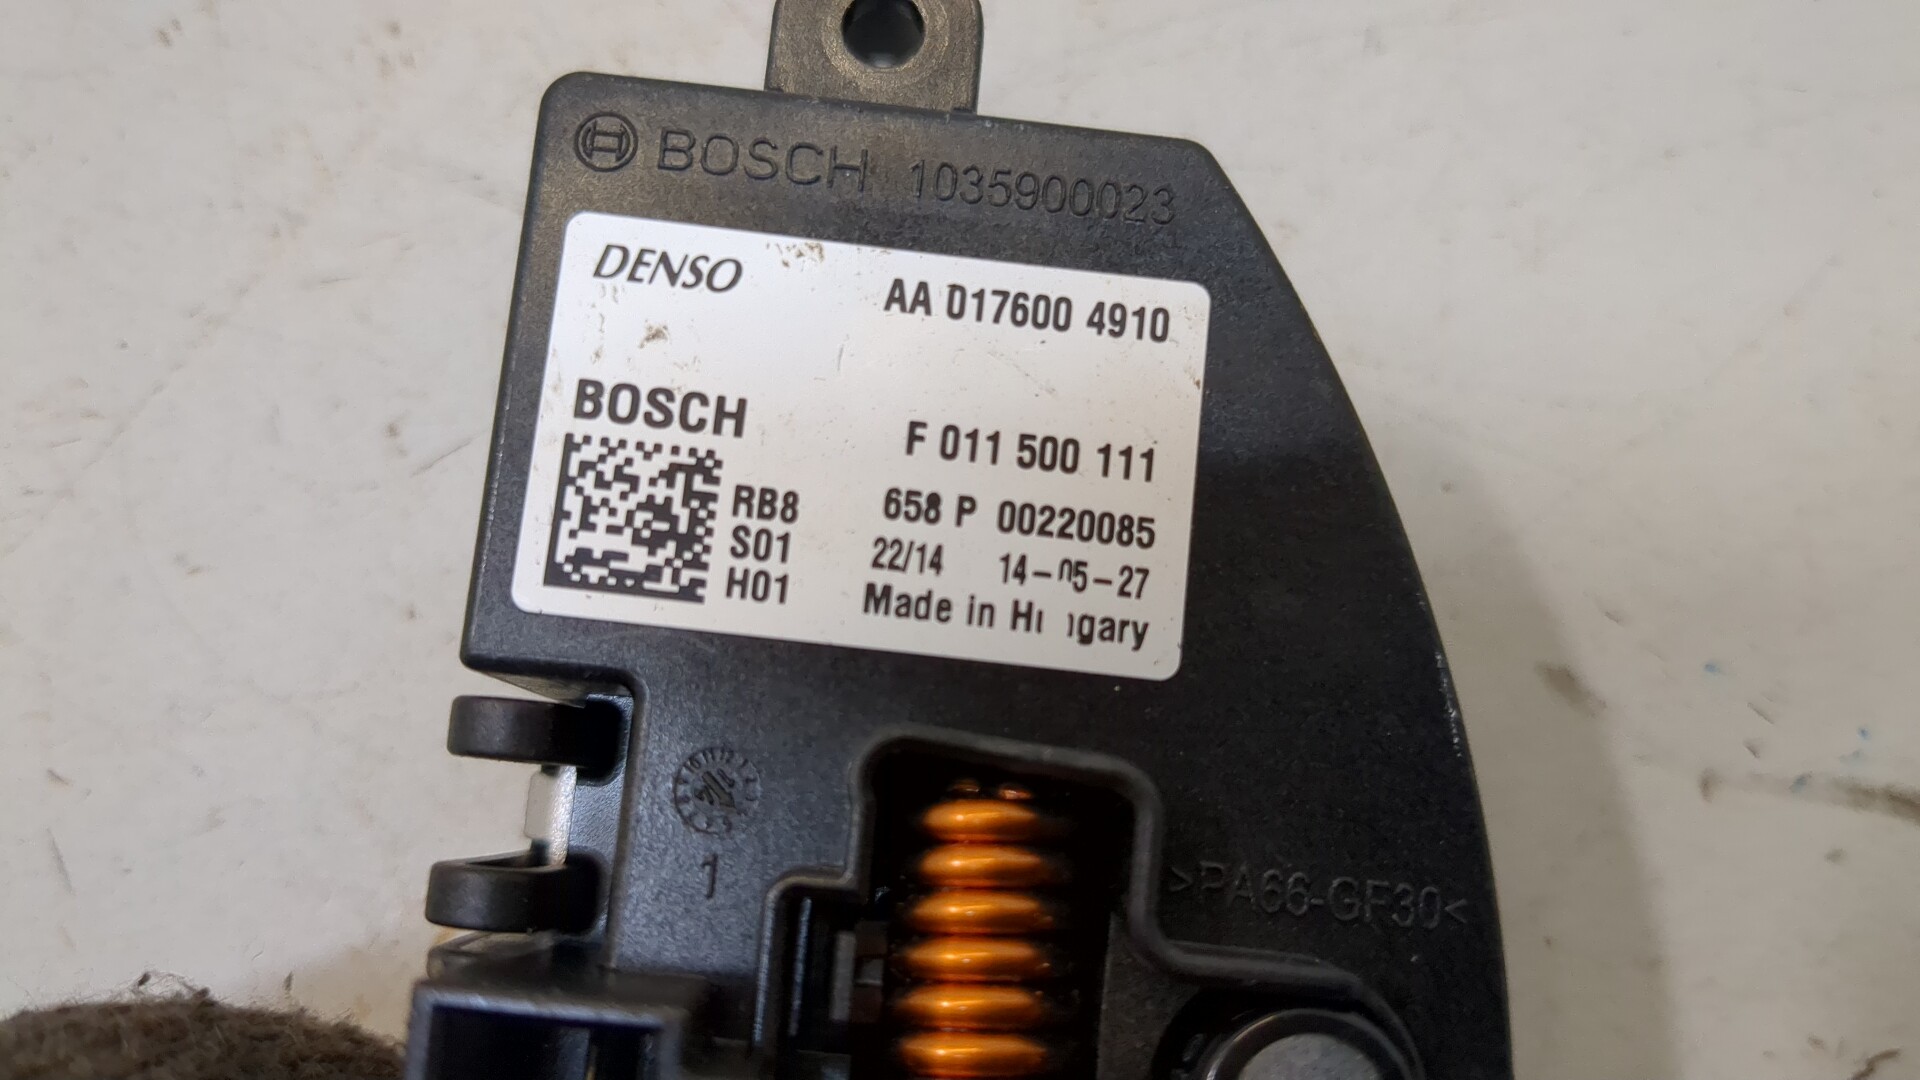 BOSCH 1035900023
DENSO AA 017600 4910
BOSCH F 011 500 111
RB8 658 P 00220085
S01 22/14 14-05-27
H01 Made in Hungary
1
>PA66-GF30<